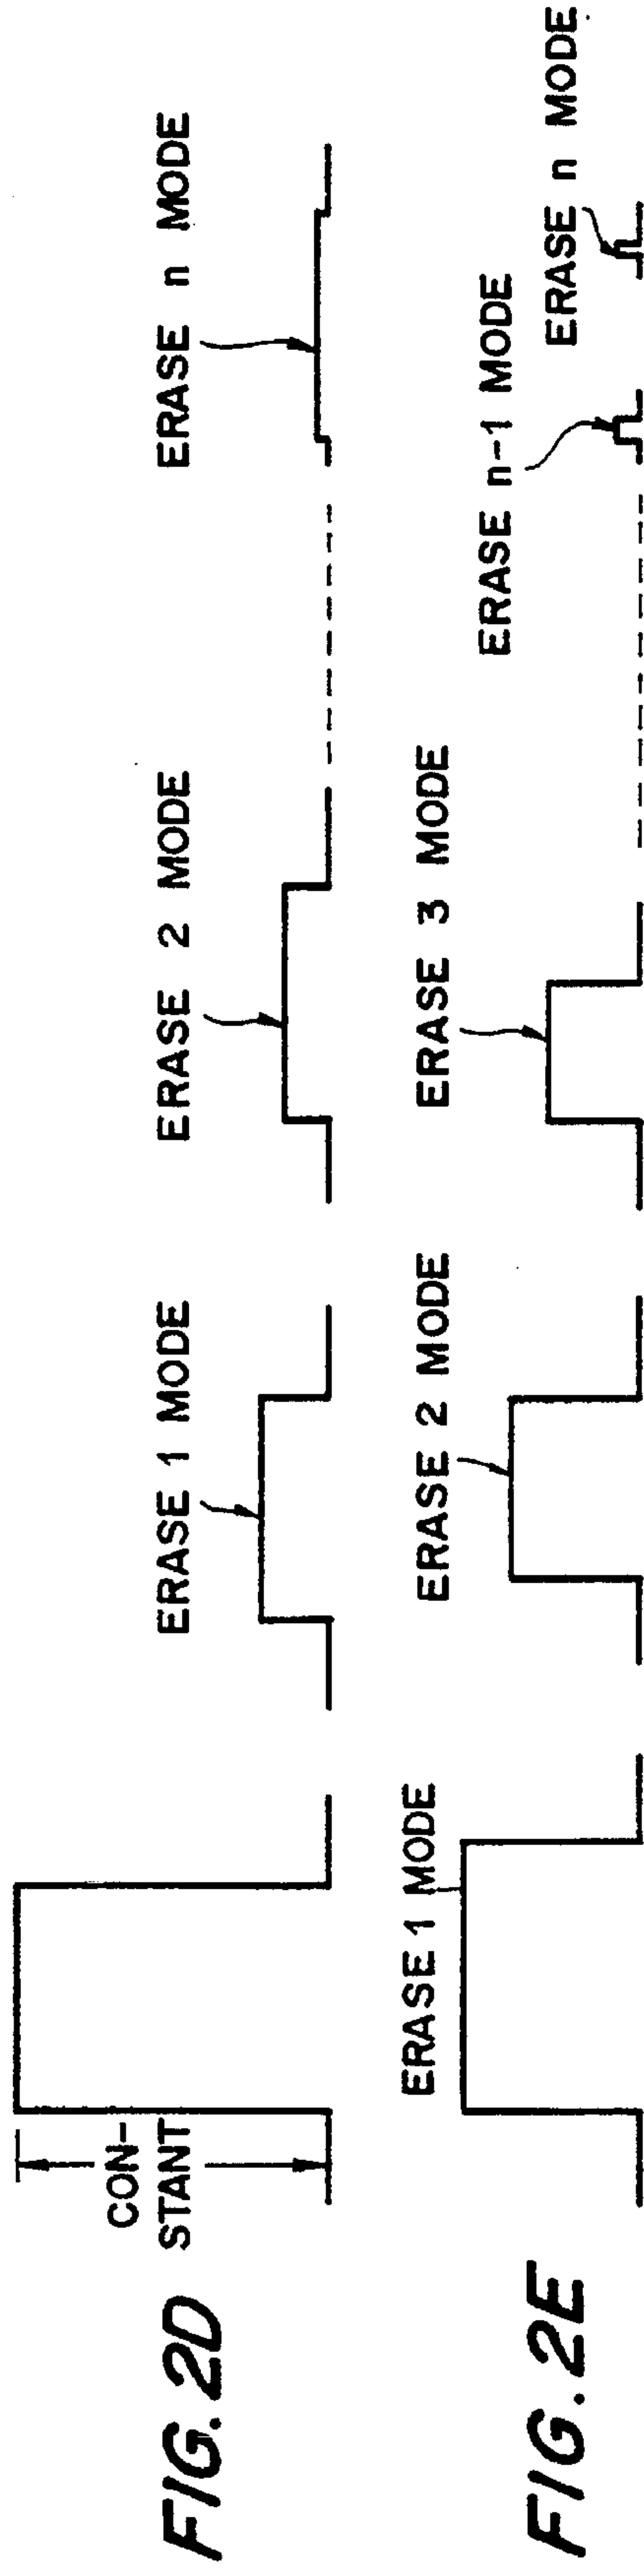 FIG. 2D
CON-
STANT
ERASE 1 MODE
ERASE 2 MODE
ERASE n MODE
FIG. 2E
ERASE 1 MODE
ERASE 2 MODE
ERASE 3 MODE
ERASE n-1 MODE
ERASE n MODE